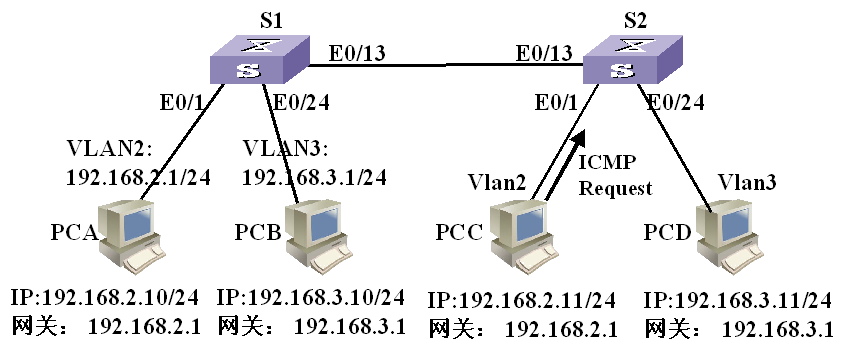 S1 S2
E0/13 E0/13
E0/1 E0/24 E0/1 E0/24
VLAN2: VLAN3:
192.168.2.1/24 192.168.3.1/24
ICMP
Request
Vlan2 Vlan3
PCA PCB PCC PCD
IP:192.168.2.10/24 IP:192.168.3.10/24 IP:192.168.2.11/24 IP:192.168.3.11/24
网关: 192.168.2.1 网关: 192.168.3.1 网关: 192.168.2.1 网关: 192.168.3.1